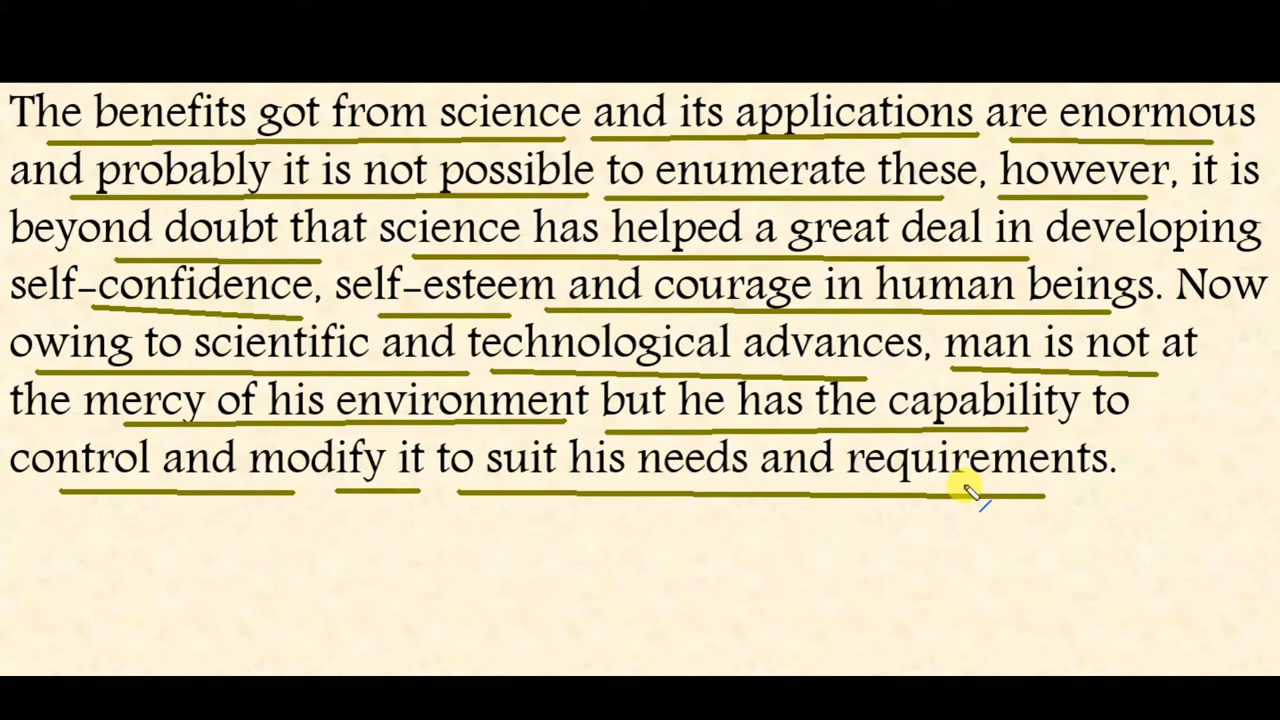 The benefits got from science and its applications are enormous
and probably it is not possible to enumerate these, however, it is
beyond doubt that science has helped a great deal in developing
self-confidence, self-esteem and courage in human beings. Now
owing to scientific and technological advances, man is not at
the mercy of his environment but he has the capability to
control and modify it to suit his needs and requirements.